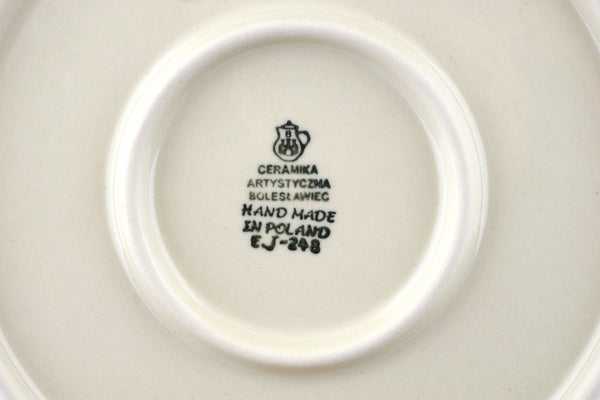 B
CERAMIKA
ARTYSTYCZNA
BOLESŁAWIEC
HAND MADE
IN POLAND
EJ-248